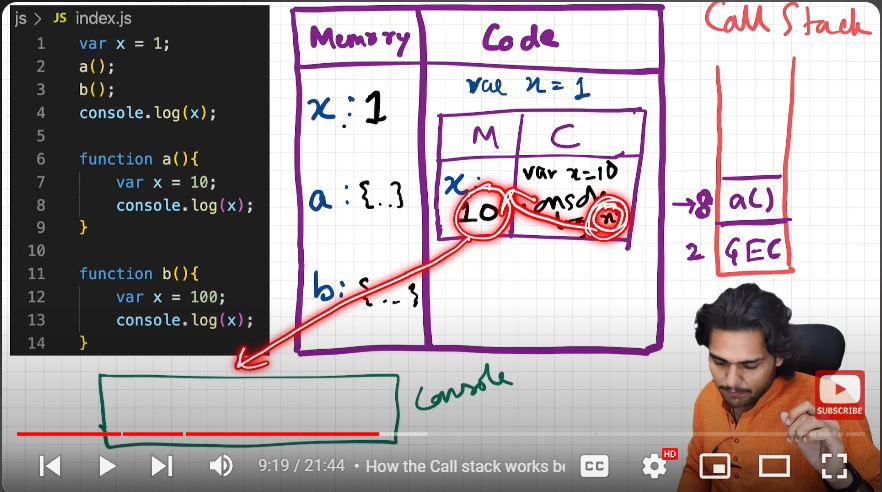 js > JS index.js
1 var x = 1;
2 a();
3 b();
4 console.log(x);
5
6 function a(){
7 var x = 10;
8 console.log(x);
9 }
10
11 function b(){
12 var x = 100;
13 console.log(x);
14 }
Memory
Code
x : 1
a : {..}
b : {...}
var x = 1
M
C
x :
10
var x=10
x
Call Stack
8 a()
2 GEC
Console
SUBSCRIBE
9:19 / 21:44 • How the Call stack works be
CC
HD